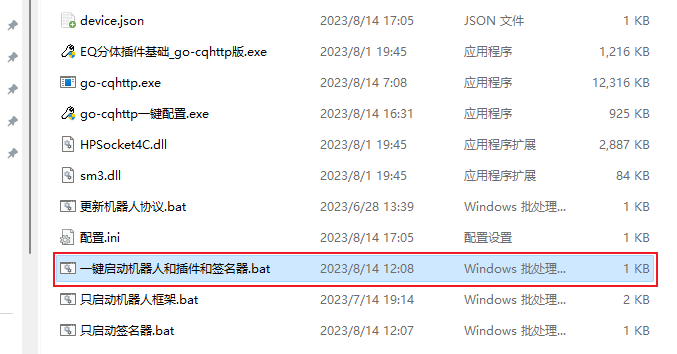 device.json 2023/8/14 17:05 JSON 文件 1 KB
EQ分体插件基础_go-cqhttp版.exe 2023/8/1 19:45 应用程序 1,216 KB
go-cqhttp.exe 2023/8/14 7:08 应用程序 12,316 KB
go-cqhttp一键配置.exe 2023/8/14 16:31 应用程序 925 KB
HPSocket4C.dll 2023/8/1 19:45 应用程序扩展 2,887 KB
sm3.dll 2023/8/1 19:45 应用程序扩展 84 KB
更新机器人协议.bat 2023/6/28 13:39 Windows 批处理... 1 KB
配置.ini 2023/8/14 17:05 配置设置 1 KB
一键启动机器人和插件和签名器.bat 2023/8/14 12:08 Windows 批处理... 1 KB
只启动机器人框架.bat 2023/7/14 19:14 Windows 批处理... 2 KB
只启动签名器.bat 2023/8/14 12:07 Windows 批处理... 1 KB